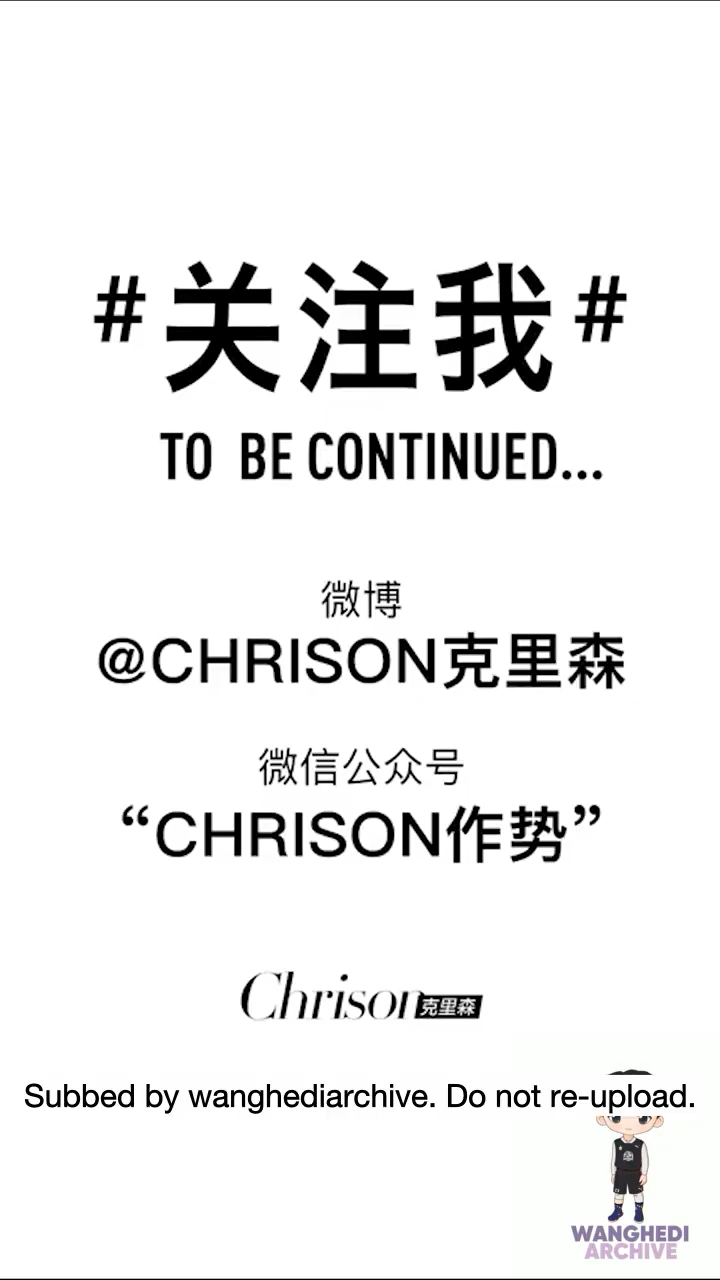 #关注我#
TO BE CONTINUED...
微博
@CHRISON克里森
微信公众号
“CHRISON作势”
Chrison克里森
Subbed by wanghediarchive. Do not re-upload.
WANGHEDI
ARCHIVE